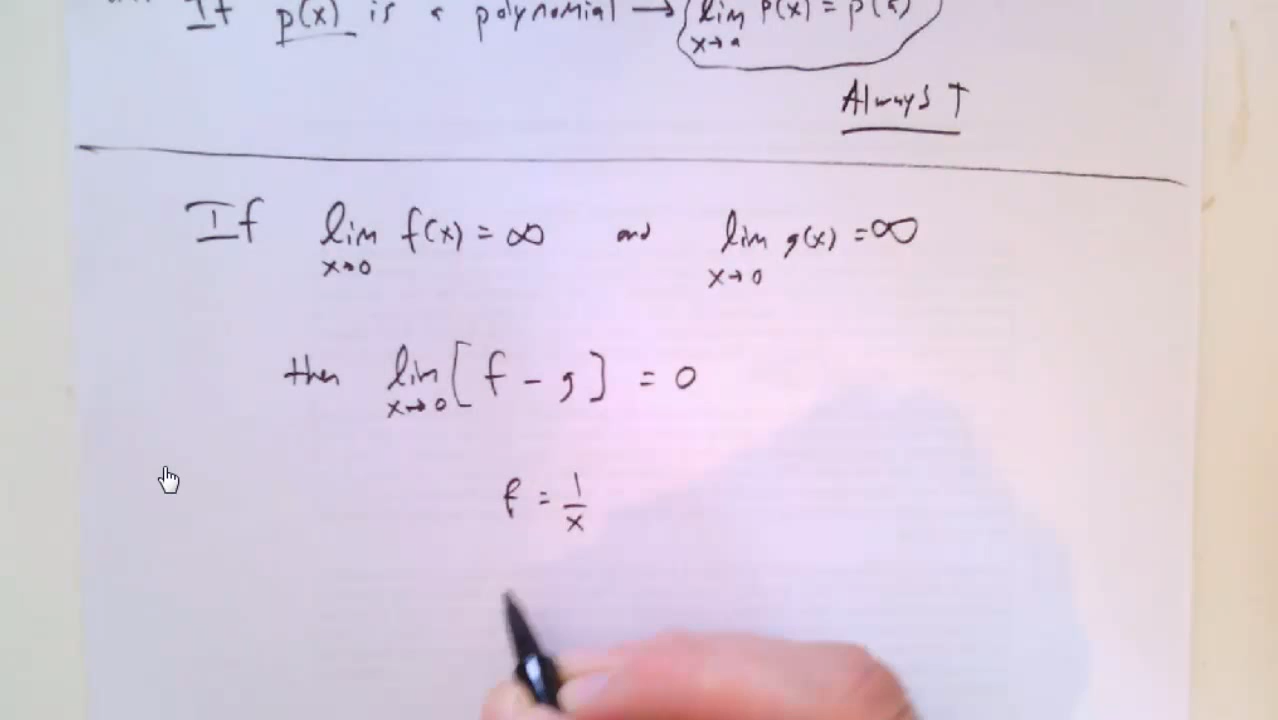 If p(x) is a polynomial → lim p(x) = p(a)
x→a
Always T
If lim f(x) = ∞ and lim g(x) = ∞
x→0 x→0
then lim [f - g] = 0
x→0
f = 1/x